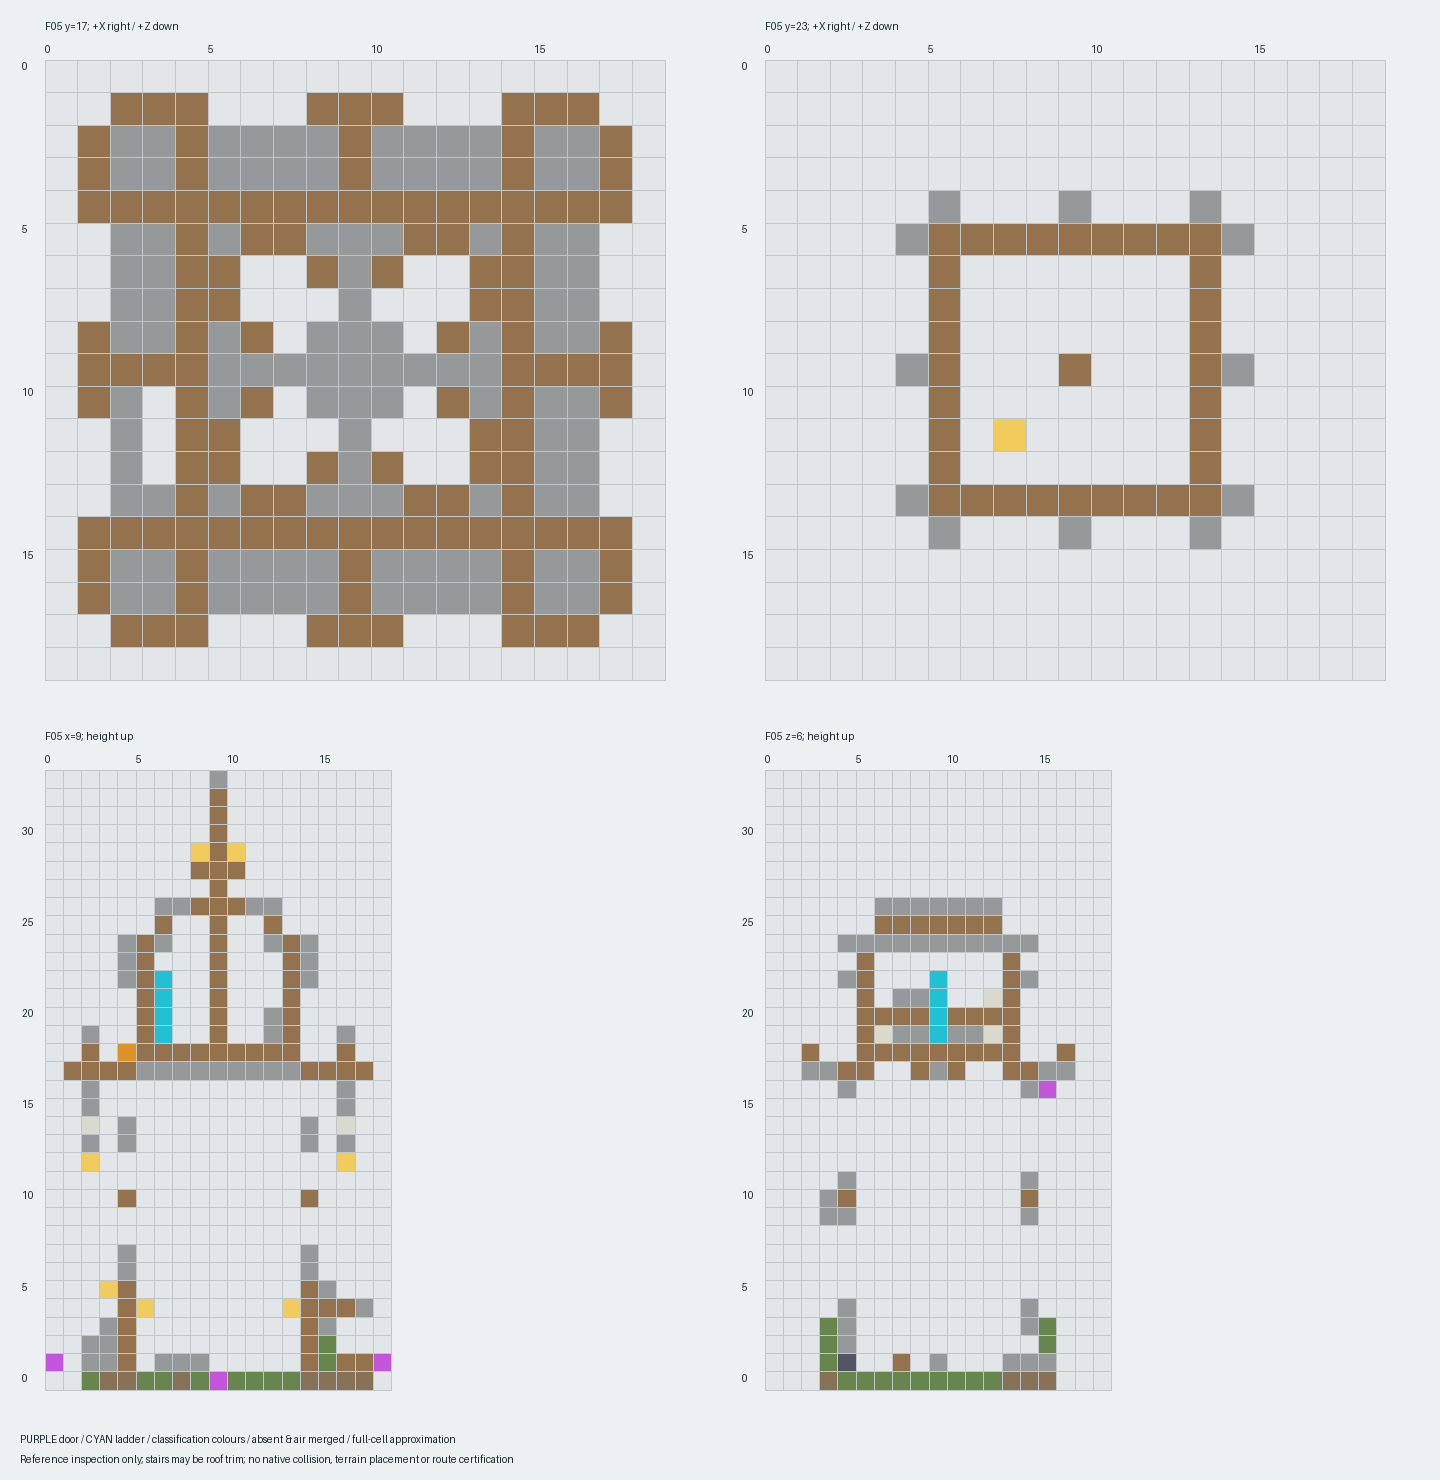 F05 y=17; +X right / +Z down
F05 y=23; +X right / +Z down
0 5 10 15
0 5 10 15
0
0
5
5
10
10
15
15
F05 x=9; height up
F05 z=6; height up
0 5 10 15
0 5 10 15
30
30
25
25
20
20
15
15
10
10
5
5
0
0
PURPLE door / CYAN ladder / classification colours / absent & air merged / full-cell approximation
Reference inspection only; stairs may be roof trim; no native collision, terrain placement or route certification